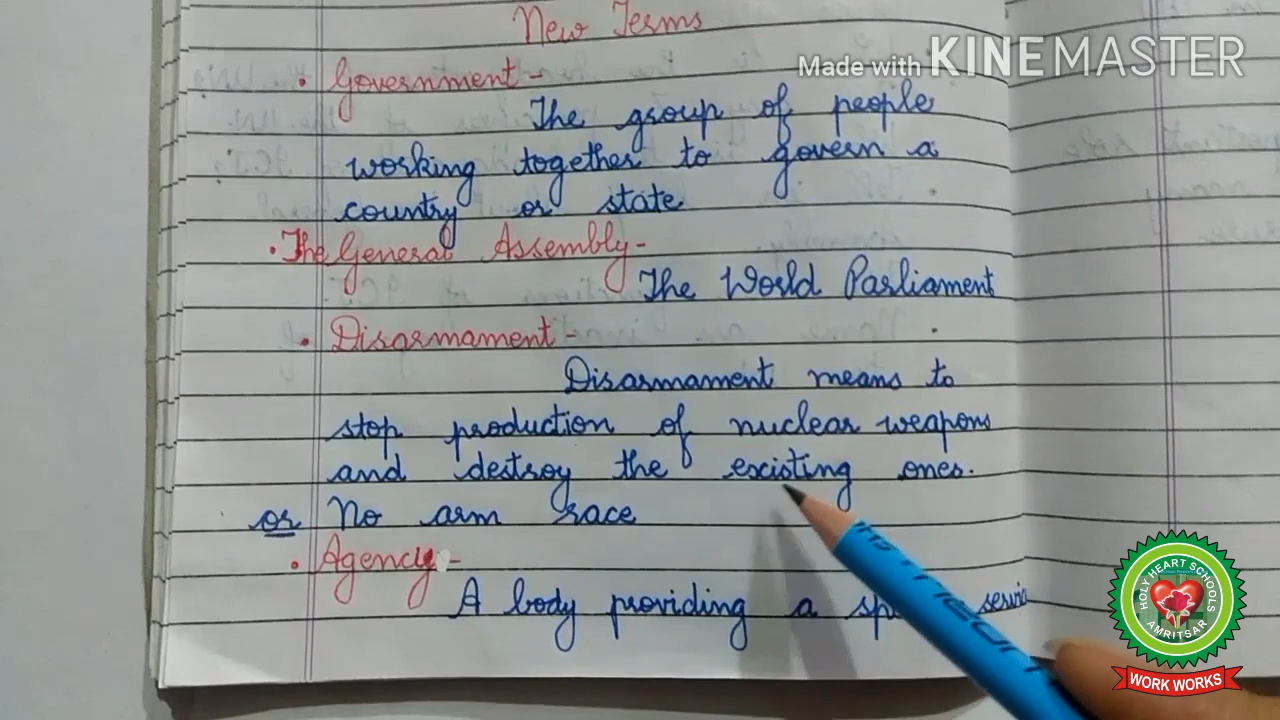 New Terms
Made with KINEMASTER
• Government -
The group of people
working together to govern a
country or state
• The General Assembly -
The World Parliament
• Disarmament -
Disarmament means to
stop production of nuclear weapons
and destroy the existing ones.
or No arm race
• Agency -
A body providing a
HOLY HEART SCHOOLS
AMRITSAR
WORK WORKS